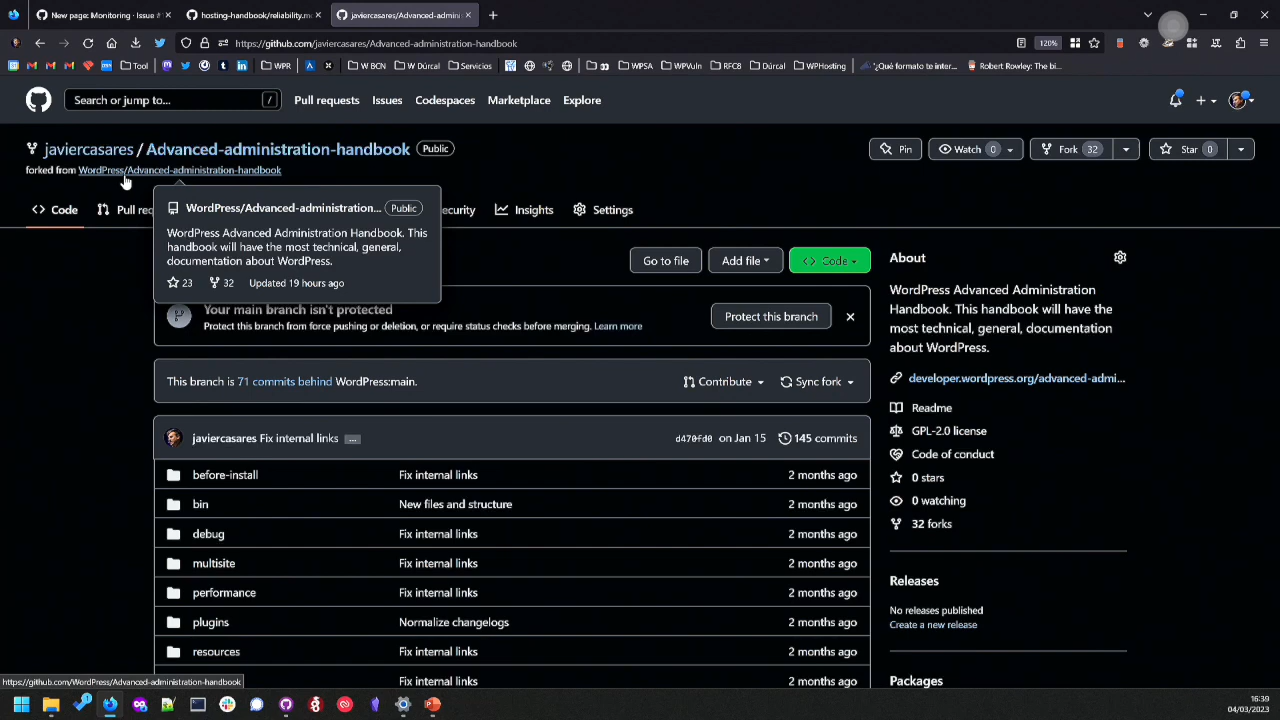 New page: Monitoring · Issue #1
hosting-handbook/reliability.m
javiercasares/Advanced-admini
https://github.com/javiercasares/Advanced-administration-handbook
120%
Tool
WPR
W BCN
W Dúrcal
Servicios
WPSA
WPVuln
RFC8
Dúrcal
WPHosting
"¿Qué formato te inter...
Robert Rowley: The bi...
Search or jump to...
/
Pull requests
Issues
Codespaces
Marketplace
Explore
javiercasares / Advanced-administration-handbook
Public
forked from WordPress/Advanced-administration-handbook
Pin
Watch 0
Fork 32
Star 0
Code
Pull req
ecurity
Insights
Settings
WordPress/Advanced-administration...
Public
WordPress Advanced Administration Handbook. This
handbook will have the most technical, general,
documentation about WordPress.
23
32
Updated 19 hours ago
Go to file
Add file
Code
Your main branch isn't protected
Protect this branch from force pushing or deletion, or require status checks before merging. Learn more
Protect this branch
This branch is 71 commits behind WordPress:main.
Contribute
Sync fork
javiercasares Fix internal links ...
d470fd0 on Jan 15
145 commits
before-install Fix internal links 2 months ago
bin New files and structure 2 months ago
debug Fix internal links 2 months ago
multisite Fix internal links 2 months ago
performance Fix internal links 2 months ago
plugins Normalize changelogs 2 months ago
resources Fix internal links 2 months ago
Fix internal links 2 months ago
About
WordPress Advanced Administration
Handbook. This handbook will have the
most technical, general, documentation
about WordPress.
developer.wordpress.org/advanced-admi...
Readme
GPL-2.0 license
Code of conduct
0 stars
0 watching
32 forks
Releases
No releases published
Create a new release
Packages
https://github.com/WordPress/Advanced-administration-handbook
16:39
04/03/2023